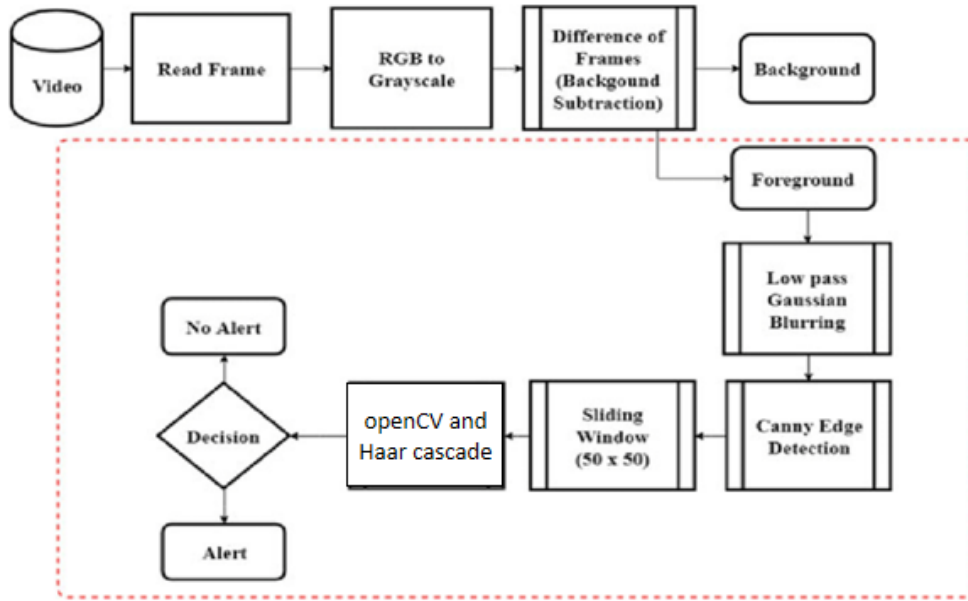 Video
Read Frame
RGB to
Grayscale
Difference of
Frames
(Backgound
Subtraction)
Background
Foreground
Low pass
Gaussian
Blurring
Canny Edge
Detection
Sliding
Window
(50 x 50)
openCV and
Haar cascade
Decision
No Alert
Alert